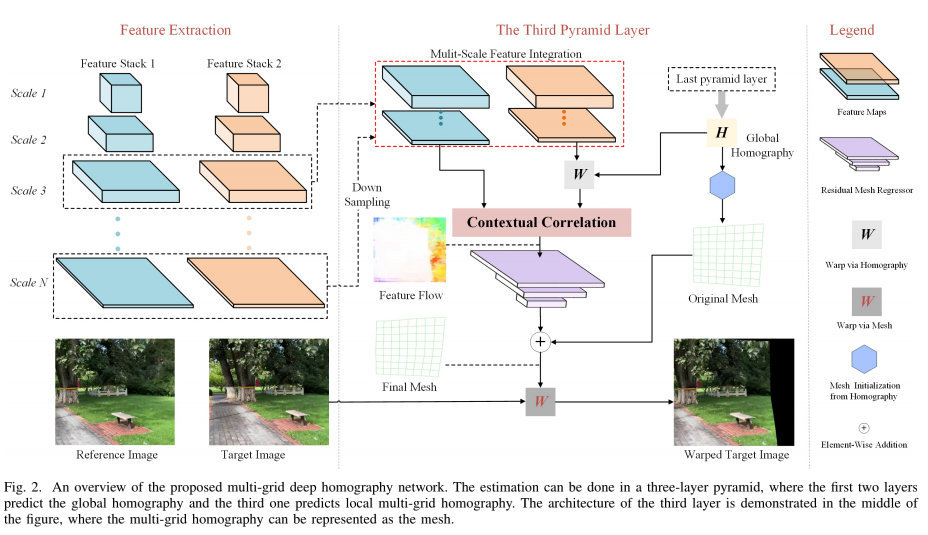 Feature Extraction
Feature Stack 1
Feature Stack 2
Scale 1
Scale 2
Scale 3
Scale N
Reference Image
Target Image
The Third Pyramid Layer
Mulit-Scale Feature Integration
Last pyramid layer
H
Global
Homography
W
Down
Sampling
Contextual Correlation
Feature Flow
Original Mesh
+
Final Mesh
W
Warped Target Image
Legend
Feature Maps
Residual Mesh Regressor
W
Warp via Homography
W
Warp via Mesh
Mesh Initialization
from Homography
+
Element-Wise Addition
Fig. 2. An overview of the proposed multi-grid deep homography network. The estimation can be done in a three-layer pyramid, where the first two layers
predict the global homography and the third one predicts local multi-grid homography. The architecture of the third layer is demonstrated in the middle of
the figure, where the multi-grid homography can be represented as the mesh.